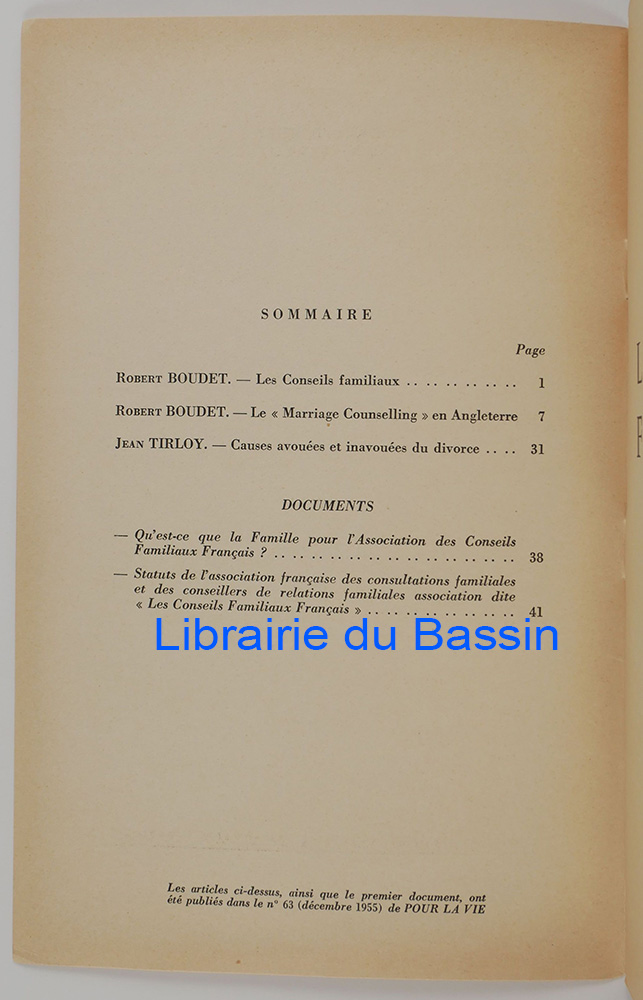 SOMMAIRE
Page
ROBERT BOUDET. — Les Conseils familiaux .. .. .. .. .. .. 1
ROBERT BOUDET. — Le « Marriage Counselling » en Angleterre 7
JEAN TIRLOY. — Causes avouées et inavouées du divorce .. .. 31
DOCUMENTS
— Qu'est-ce que la Famille pour l'Association des Conseils
Familiaux Français ? .. .. .. .. .. .. .. .. .. .. .. .. .. 38
— Statuts de l'association française des consultations familiales
et des conseillers de relations familiales association dite
« Les Conseils Familiaux Français » .. .. .. .. .. .. .. .. 41
Librairie du Bassin
Les articles ci-dessus, ainsi que le premier document, ont
été publiés dans le n° 63 (décembre 1955) de POUR LA VIE
L
F